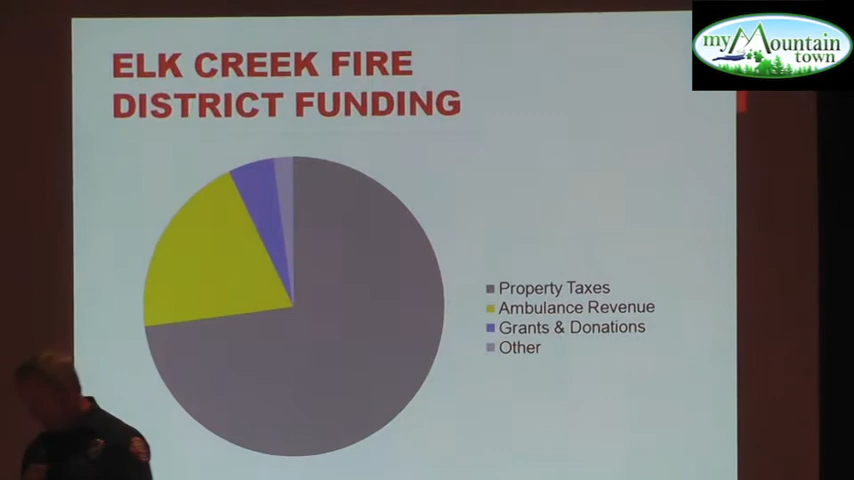 ELK CREEK FIRE
DISTRICT FUNDING
my Mountain
town
Property Taxes
Ambulance Revenue
Grants & Donations
Other